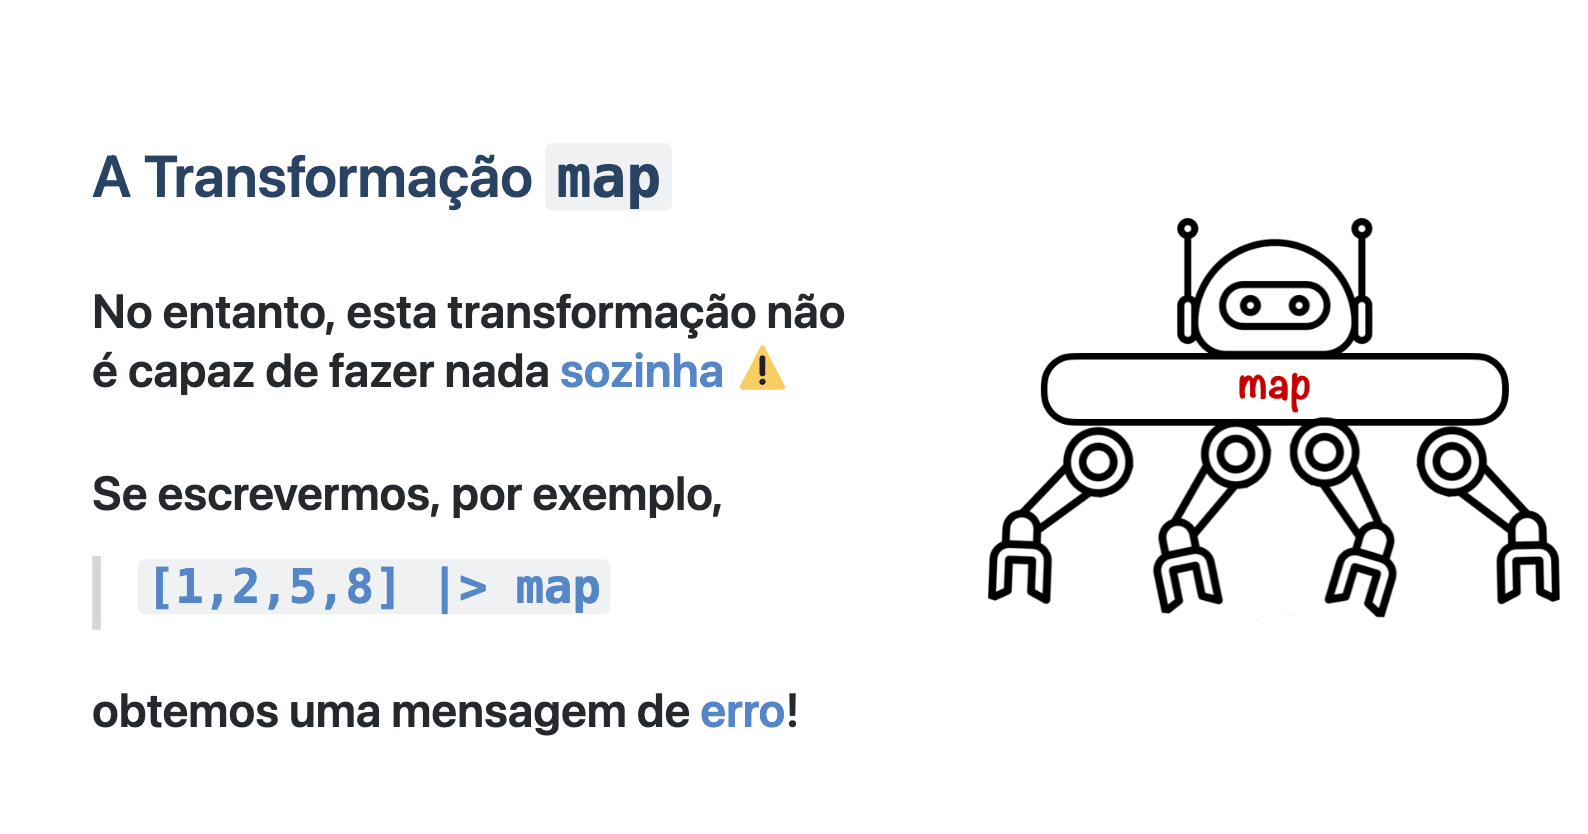 A Transformação map
No entanto, esta transformação não
é capaz de fazer nada sozinha ⚠️
Se escrevermos, por exemplo,
[1,2,5,8] |> map
obtemos uma mensagem de erro!
map